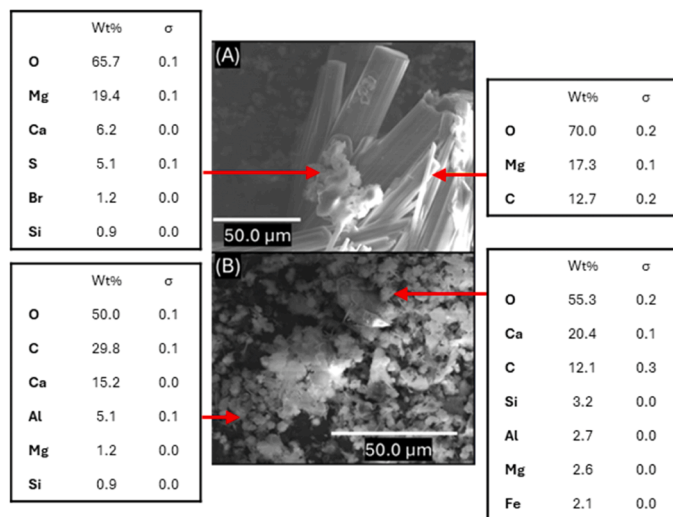 Wt% σ
O 65.7 0.1
Mg 19.4 0.1
Ca 6.2 0.0
S 5.1 0.1
Br 1.2 0.0
Si 0.9 0.0
(A)
50.0 µm
Wt% σ
O 70.0 0.2
Mg 17.3 0.1
C 12.7 0.2
Wt% σ
O 50.0 0.1
C 29.8 0.1
Ca 15.2 0.0
Al 5.1 0.1
Mg 1.2 0.0
Si 0.9 0.0
(B)
50.0 µm
Wt% σ
O 55.3 0.2
Ca 20.4 0.1
C 12.1 0.3
Si 3.2 0.0
Al 2.7 0.0
Mg 2.6 0.0
Fe 2.1 0.0